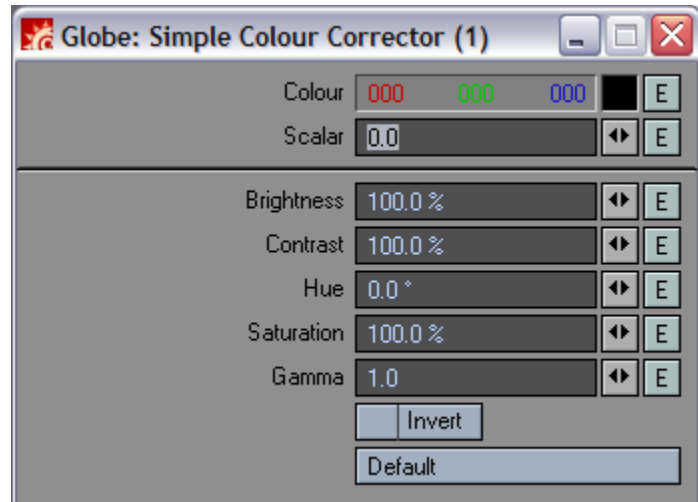 Globe: Simple Colour Corrector (1)
Colour 000 000 000 E
Scalar 0.0 E
Brightness 100.0 % E
Contrast 100.0 % E
Hue 0.0 ° E
Saturation 100.0 % E
Gamma 1.0 E
Invert
Default